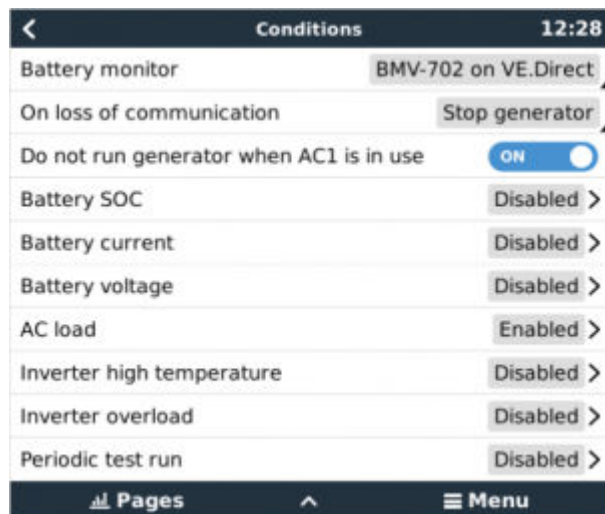 Conditions 12:28
Battery monitor BMV-702 on VE.Direct
On loss of communication Stop generator
Do not run generator when AC1 is in use ON
Battery SOC Disabled
Battery current Disabled
Battery voltage Disabled
AC load Enabled
Inverter high temperature Disabled
Inverter overload Disabled
Periodic test run Disabled
Pages Menu